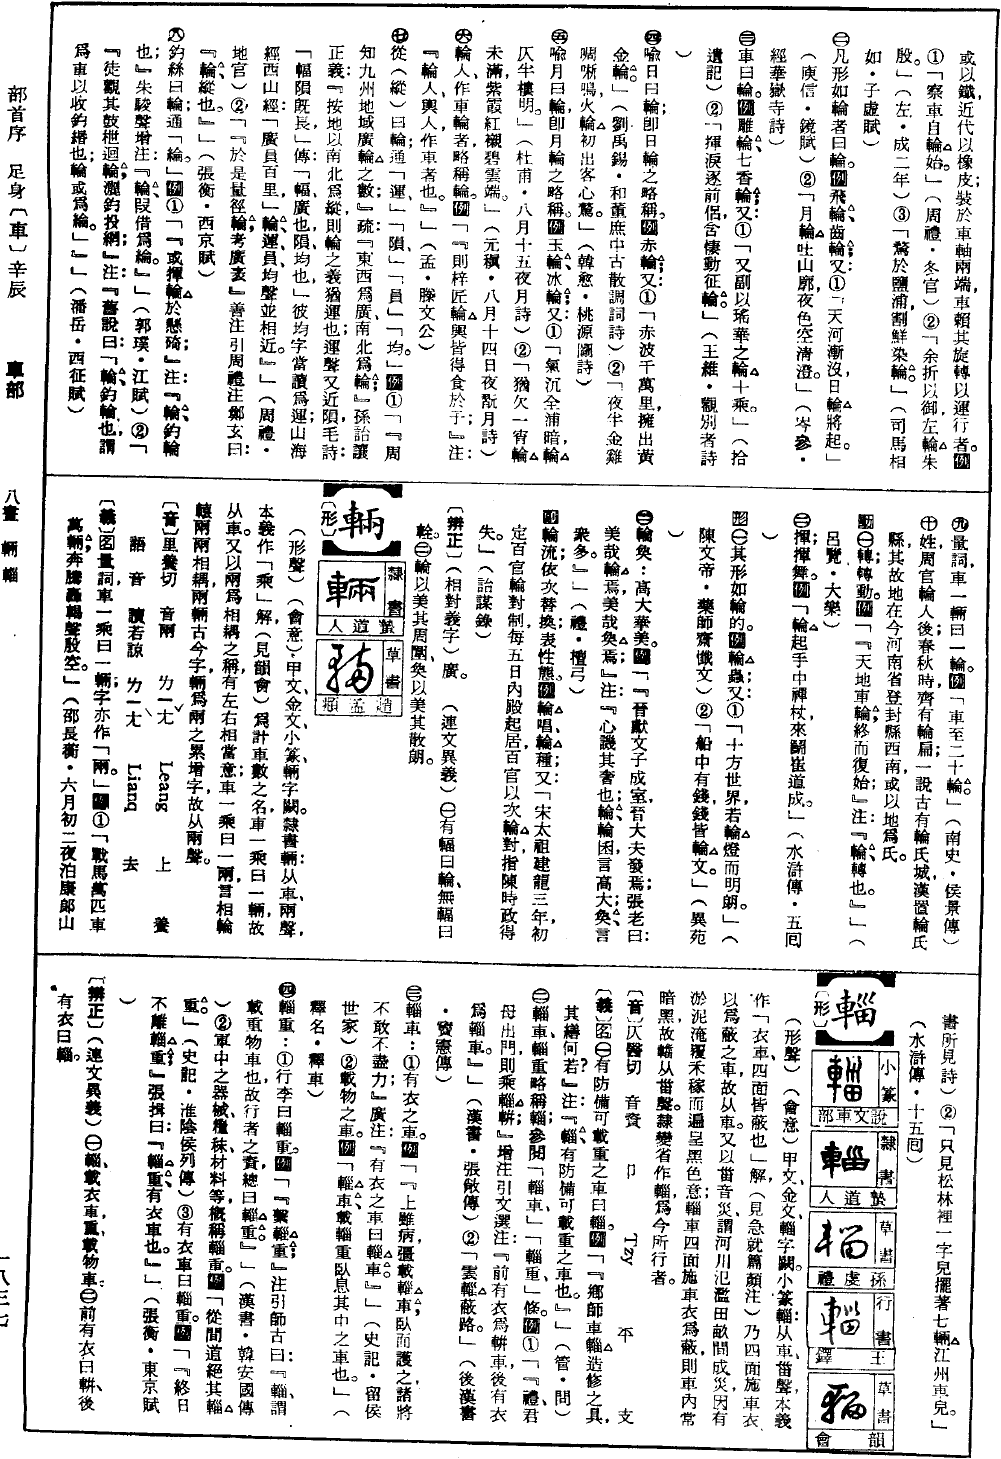 或以鐵，近代以橡皮，裝於車軸兩端，車賴其旋轉以運行者。例
①「察車自輪始。」（周禮・冬官）②「余折以御，左輪朱
殷。」（左・成二年）③「騖於鹽浦，割鮮染輪。」（司馬相
如・子虛賦）
㊁凡形如輪者曰輪。例飛輪、齒輪；又：①「天河漸沒日輪將起。」
（庾信・鏡賦）②「月輪吐山廓，夜色空清澄。」（岑參・
經華嶽寺詩）
㊂車曰輪。例雕輪、七香輪；又：①「又副以瑤華之輪十乘。」（拾
遺記）②「揮淚逐前侶，含悽動征輪。」（王維・觀別者詩
）
㊃喻日曰輪，卽日輪之略稱。例赤輪；又：①「赤波千萬里，擁出黃
金輪。」（劉禹錫・和董庶中古散調詞詩）②「夜半金雞
啁哳鳴，火輪初出客心驚。」（韓愈・桃源圖詩）
㊄喻月曰輪，卽月輪之略稱。例玉輪、冰輪；又：①「氣沉全浦暗，輪
仄半樓明。」（杜甫・八月十五夜月詩）②「猶欠一宵輪
未滿，紫霞紅襯碧雲端。」（元稹・八月十四日夜翫月詩）
㊅輪人，作車輪者，略稱輪。例「『則梓匠輪輿皆得食於子』注：
『輪人、輿人，作車者也。』」（孟・滕文公）
㊆從（縱）曰輪；通「運」、「隕」、「員」、「均」。例①「『周
知九州地域廣輪之數』疏：『東西爲廣，南北爲輪』孫詒讓
正義：『按地以南北爲縱，則輪之義猶運也，運聲又近隕，毛詩：
「幅隕旣長」傳：「幅，廣也，隕，均也」彼均字當讀爲運，山海
經西山經：「廣員百里」輪、運、員、均聲並相近。』」（周禮・
地官）②「『於是量徑輪，考廣袤』善注引周禮注鄭玄曰：
『輪，縱也。』」（張衡・西京賦）
㊇釣絲曰輪；通「綸」。例①「『或揮輪於懸碕』注：『輪，釣輪
也』朱駿聲增注：『輪，叚借爲綸』」（郭璞・江賦）②「
『徒觀其鼓枻迴輪，灑釣投網』注：『舊說曰：「輪，釣輪也，謂
爲車以收釣緡也，輪或爲綸。」』」（潘岳・西征賦）
㊈量詞，車一輛曰一輪。例「車至二十輪。」（南史・侯景傳）
㊉姓，周官輪人後；春秋時齊有輪扁。一說古有輪氏城，漢置輪氏
縣，其故地在今河南省登封縣西南，或以地爲氏。
動㊀轉；轉動。例「『天地車輪，終而復始』注：『輪，轉也。』」（
呂覽・大樂）
㊁揮；揮舞。例「輪起手中禪杖，來鬭崔道成。」（水滸傳・五囘
）
形㊀其形如輪的。例輪蟲；又：①「十方世界，若輪燈而明朗。」（
陳文帝・藥師齋懺文）②「船中有錢，錢皆輪文。」（異苑
）
㊁輪奐：高大華美。例「『晉獻文子成室，晉大夫發焉；張老曰：
美哉輪焉，美哉奐焉』注：『心譏其奢也，輪，輪囷，言高大；奐，言
衆多。』」（禮・檀弓）
副輪流，依次替換，表性態。例輪唱、輪種；又：「宋太祖建龍三年，初
定百官輪對制，每五日內殿起居，百官以次輪對，指陳時政得
失。」（詒謀錄）
〔辨正〕（相對義字）廣。　（連文異義）㊀有輻曰輪，無輻曰
輇。㊁輪以美其周圍，奐以美其散朗。
輛
〔形〕
隸書　輛　人道蟄
草書　輛　頫孟趙
（形聲）（會意）甲文、金文、小篆輛字闕。隸書輛：从車，兩聲，
本義作「乘」解（見韻會），爲計車數之名，車一乘曰一輛，故
从車。又以兩爲相耦之稱，有左右相當意；車一乘曰一兩，言相輪
轅兩兩相耦，兩輛古今字，輛爲兩之累增字，故从兩聲。
〔音〕里養切　音兩　ㄌㄧㄤˇ　Leang　上　養
語音　讀若諒　ㄌㄧㄤˋ　Liang　去
〔義〕名量詞，車一乘曰一輛；字亦作「兩」。例①「戰馬萬匹車
萬輛，奔騰轟輵聲殷空。」（邵長蘅・六月初二夜泊康郎山
書所見詩）②「只見松林裡一字兒擺著七輛江州車兒。」
（水滸傳・十五囘）
輜
〔形〕
小篆　輜　部車文說
隸書　輜　人道蟄
草書　輜　禮虔孫
行書　輜　鐸王
草書　輜　會韻
（形聲）（會意）甲文、金文輜字闕。小篆輜：从車，甾聲，本義
作「衣車，四面皆蔽也」解（見急就篇顏注），乃四面施車衣
以爲蔽之車，故从車。又以甾音災，謂河川氾濫，田畝間成災，因有
淤泥淹覆禾稼而遍呈黑色意；輜車四面施車衣爲蔽，則車內常
暗黑，故輜从甾聲。隸變省作輜，爲今所行者。
〔音〕仄醫切　音齎　ㄗ　Tzy　平　支
〔義〕名㊀有防備可載重之車曰輜。例「『鄉師車輜造修之具，
其繕何若？』注：『輜，有防備可載重之車也。』」（管・問）
㊁輜車、輜重略稱輜，參閱「輜車」「輜重」條。例①「『禮，君
母出門則乘輜軿』增注引文選注：『前有衣爲軿車，後有衣
爲輜車。』」（漢書・張敞傳）②「雲輜蔽路。」（後漢書
・竇憲傳）
㊂輜車：①有衣之車。例「『上雖病，彊載輜車，臥而護之，諸將
不敢不盡力』廣注：『有衣之車曰輜車。』」（史記・留侯
世家）②載物之車。例「輜車，載輜重臥息其中之車也。」（
釋名・釋車）
㊃輜重：①行李曰輜重。例「『擊輜重』注引師古曰：『輜，謂
載重物車也，故行者之資總曰輜重。』」（漢書・韓安國傳
）②軍中之器械、糧秣、材料等，槪稱輜重。例「從間道絕其輜
重。」（史記・淮陰侯列傳）③有衣車曰輜重。例「『終日
不離輜重』張揖曰：『輜重，有衣車也。』」（張衡・東京賦
）
〔辨正〕（連文異義）㊀輜，載衣車，重，載物車。㊁前有衣曰軿，後
有衣曰輜。
部首序　足身〔車〕辛辰　車部　八畫　輛輜　一八三七